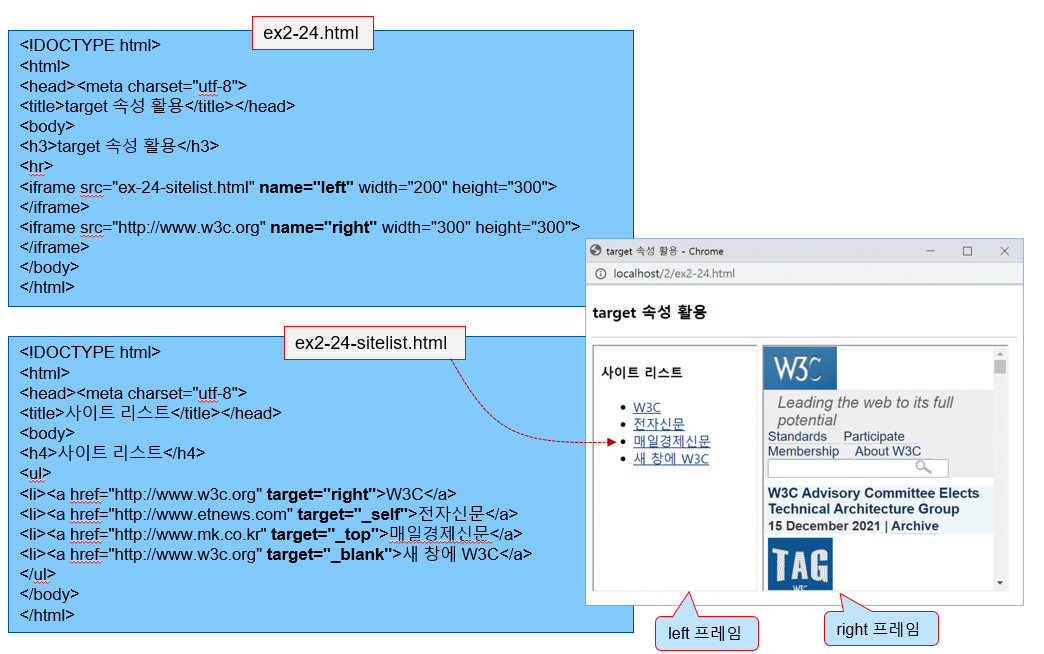 ex2-24.html
<!DOCTYPE html>
<html>
<head><meta charset="utf-8">
<title>target 속성 활용</title></head>
<body>
<h3>target 속성 활용</h3>
<hr>
<iframe src="ex-24-sitelist.html" name="left" width="200" height="300">
</iframe>
<iframe src="http://www.w3c.org" name="right" width="300" height="300">
</iframe>
</body>
</html>
ex2-24-sitelist.html
<!DOCTYPE html>
<html>
<head><meta charset="utf-8">
<title>사이트 리스트</title></head>
<body>
<h4>사이트 리스트</h4>
<ul>
<li><a href="http://www.w3c.org" target="right">W3C</a>
<li><a href="http://www.etnews.com" target="_self">전자신문</a>
<li><a href="http://www.mk.co.kr" target="_top">매일경제신문</a>
<li><a href="http://www.w3c.org" target="_blank">새 창에 W3C</a>
</ul>
</body>
</html>
target 속성 활용 - Chrome
localhost/2/ex2-24.html
target 속성 활용
사이트 리스트
W3C
전자신문
매일경제신문
새 창에 W3C
W3C
Leading the web to its full
potential
Standards Participate
Membership About W3C
W3C Advisory Committee Elects
Technical Architecture Group
15 December 2021 | Archive
TAG
W3C
left 프레임
right 프레임